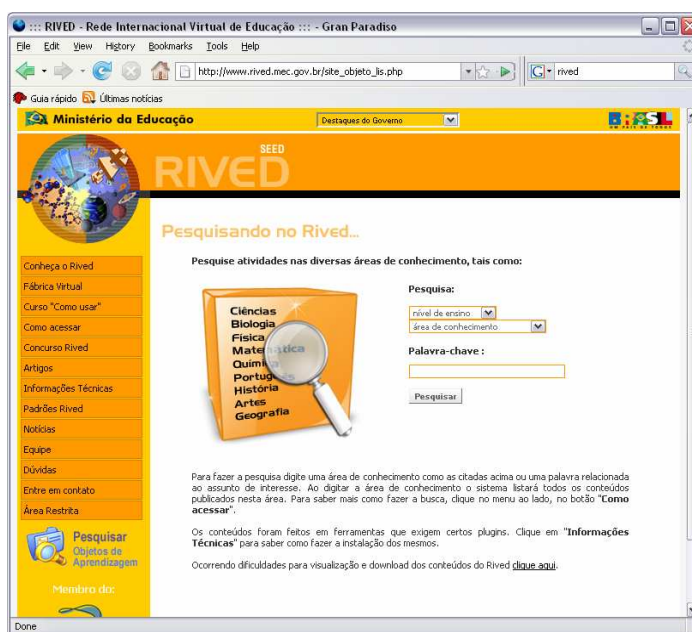 ::: RIVED - Rede Internacional Virtual de Educação ::: - Gran Paradiso
File Edit View History Bookmarks Tools Help
http://www.rived.mec.gov.br/site_objeto_lis.php
G rived
Guia rápido Últimas notícias
Ministério da Educação
Destaques do Governo
BRASIL
UM PAÍS DE TODOS
SEED
RIVED
Pesquisando no Rived...
Conheça o Rived
Fábrica Virtual
Curso "Como usar"
Como acessar
Concurso Rived
Artigos
Informações Técnicas
Padrões Rived
Notícias
Equipe
Dúvidas
Entre em contato
Área Restrita
Pesquisar
Objetos de
Aprendizagem
Membro da:
Pesquise atividades nas diversas áreas de conhecimento, tais como:
Ciências
Biologia
Física
Matemática
Química
Português
História
Artes
Geografia
Pesquisa:
nível de ensino
área de conhecimento
Palavra-chave :
Pesquisar
Para fazer a pesquisa digite uma área de conhecimento como as citadas acima ou uma palavra relacionada
ao assunto de interesse. Ao digitar a área de conhecimento o sistema listará todos os conteúdos
publicados nesta área. Para saber mais como fazer a busca, clique no menu ao lado, no botão "Como
acessar".
Os conteúdos foram feitos em ferramentas que exigem certos plugins. Clique em "Informações
Técnicas" para saber como fazer a instalação dos mesmos.
Ocorrendo dificuldades para visualização e download dos conteúdos do Rived clique aqui.
Done